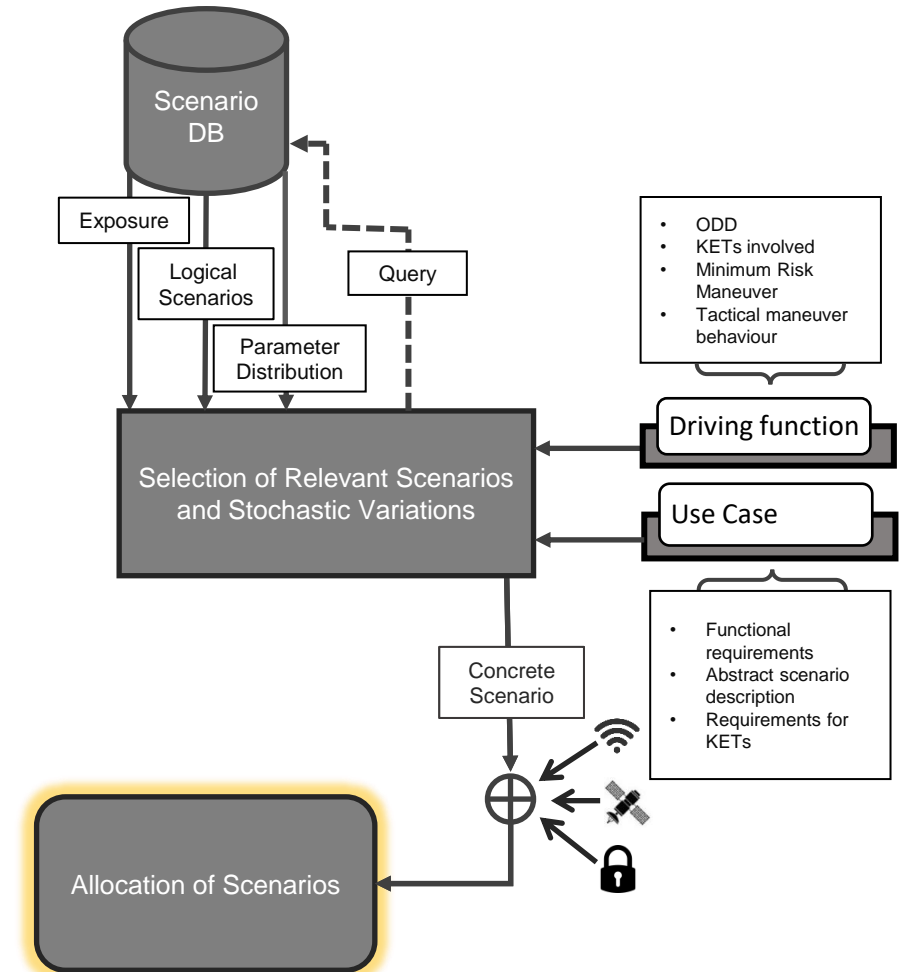 Scenario
DB
Exposure
Logical
Scenarios
Query
Parameter
Distribution
• ODD
• KETs involved
• Minimum Risk
Maneuver
• Tactical maneuver
behaviour
Driving function
Selection of Relevant Scenarios
and Stochastic Variations
Use Case
• Functional
requirements
• Abstract scenario
description
• Requirements for
KETs
Concrete
Scenario
Allocation of Scenarios